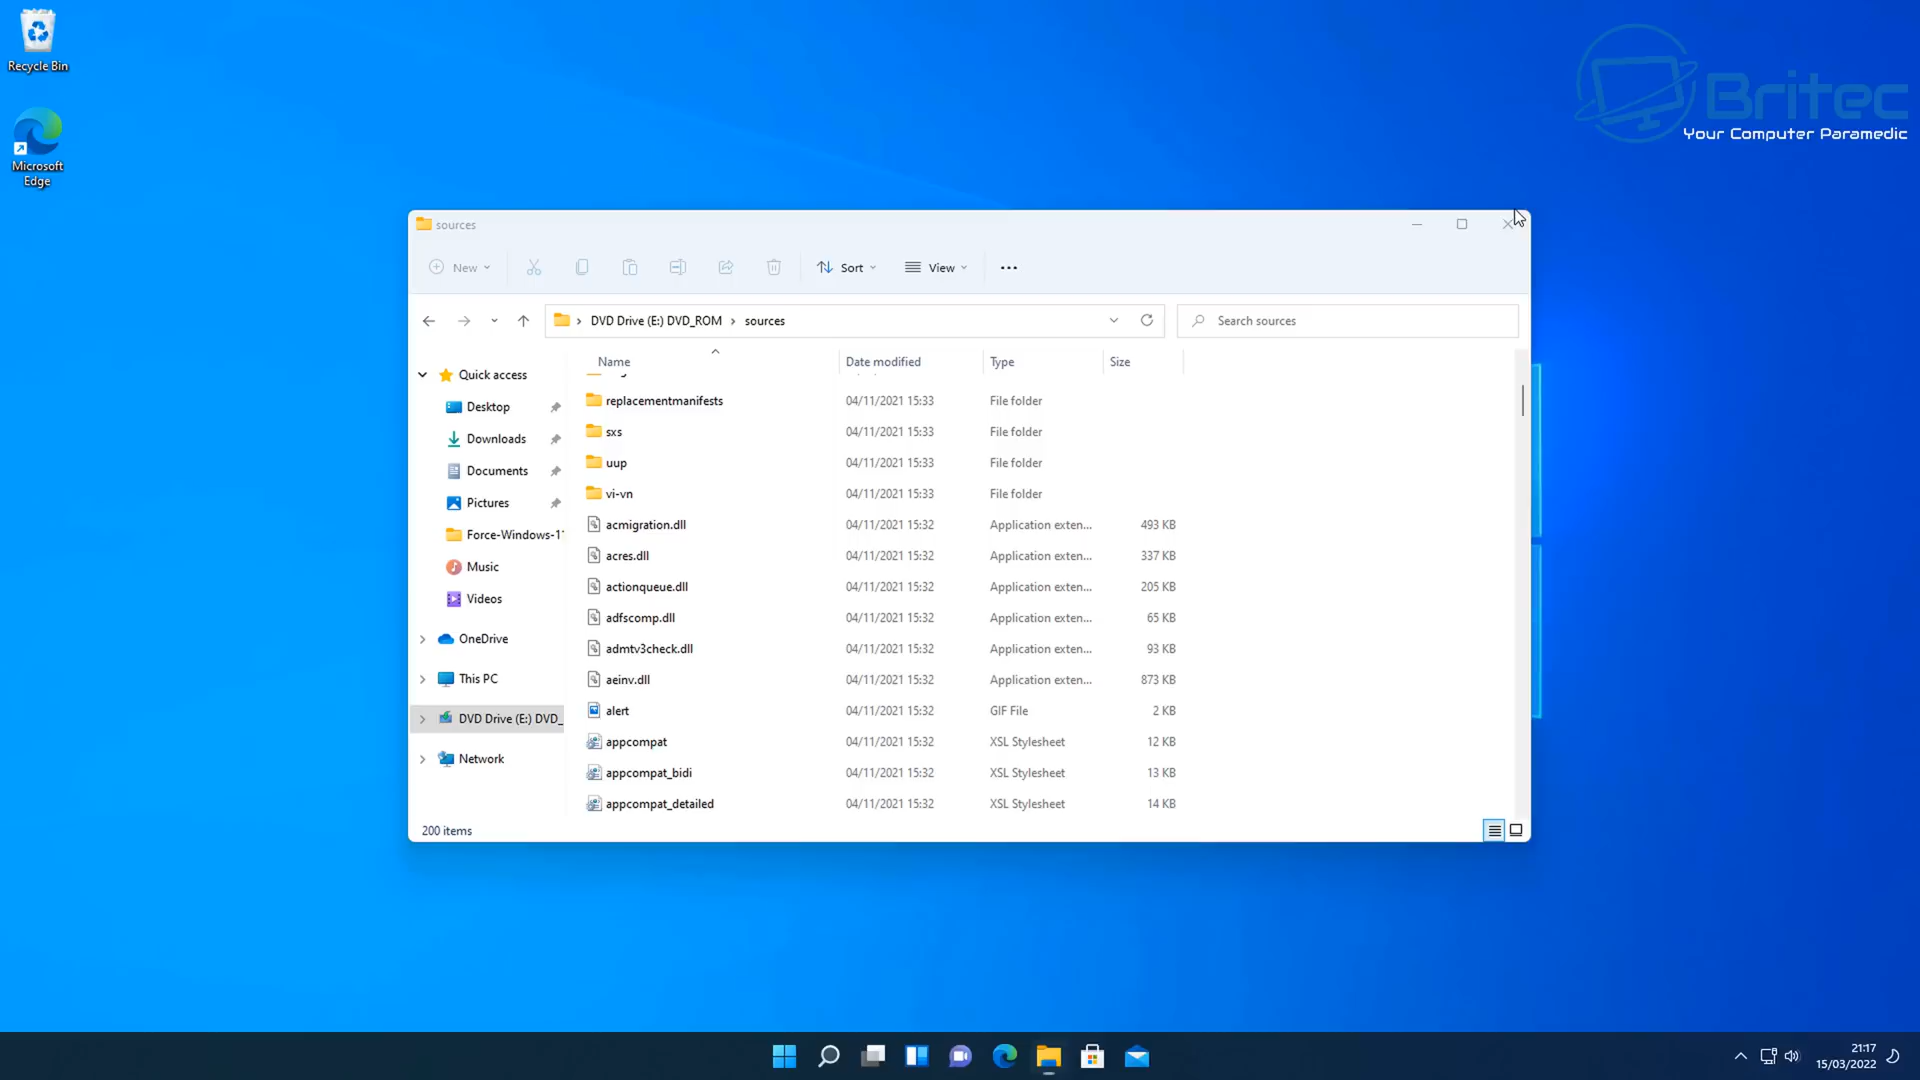 Recycle Bin
Microsoft
Edge
Britec
Your Computer Paramedic
sources
New
Sort
View
DVD Drive (E:) DVD_ROM > sources
Search sources
Name Date modified Type Size
Quick access
Desktop
Downloads
Documents
Pictures
Force-Windows-11
Music
Videos
OneDrive
This PC
DVD Drive (E:) DVD_
Network
replacementmanifests 04/11/2021 15:33 File folder
sxs 04/11/2021 15:33 File folder
uup 04/11/2021 15:33 File folder
vi-vn 04/11/2021 15:33 File folder
acmigration.dll 04/11/2021 15:32 Application exten... 493 KB
acres.dll 04/11/2021 15:32 Application exten... 337 KB
actionqueue.dll 04/11/2021 15:32 Application exten... 205 KB
adfscomp.dll 04/11/2021 15:32 Application exten... 65 KB
admtv3check.dll 04/11/2021 15:32 Application exten... 93 KB
aeinv.dll 04/11/2021 15:32 Application exten... 873 KB
alert 04/11/2021 15:32 GIF File 2 KB
appcompat 04/11/2021 15:32 XSL Stylesheet 12 KB
appcompat_bidi 04/11/2021 15:32 XSL Stylesheet 13 KB
appcompat_detailed 04/11/2021 15:32 XSL Stylesheet 14 KB
200 items
21:17
15/03/2022